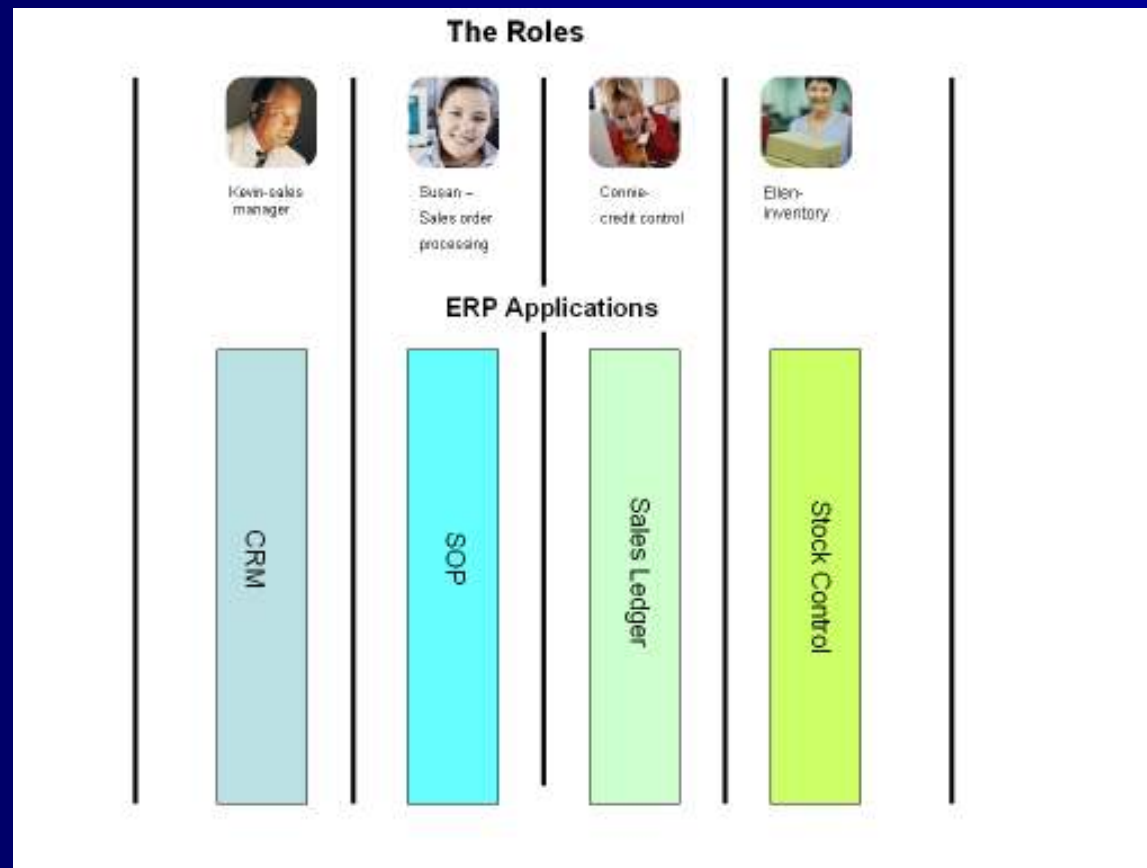 The Roles
Kevin-sales
manager
Susan –
Sales order
processing
Connie-
credit control
Ellen-
inventory
ERP Applications
CRM
SOP
Sales Ledger
Stock Control